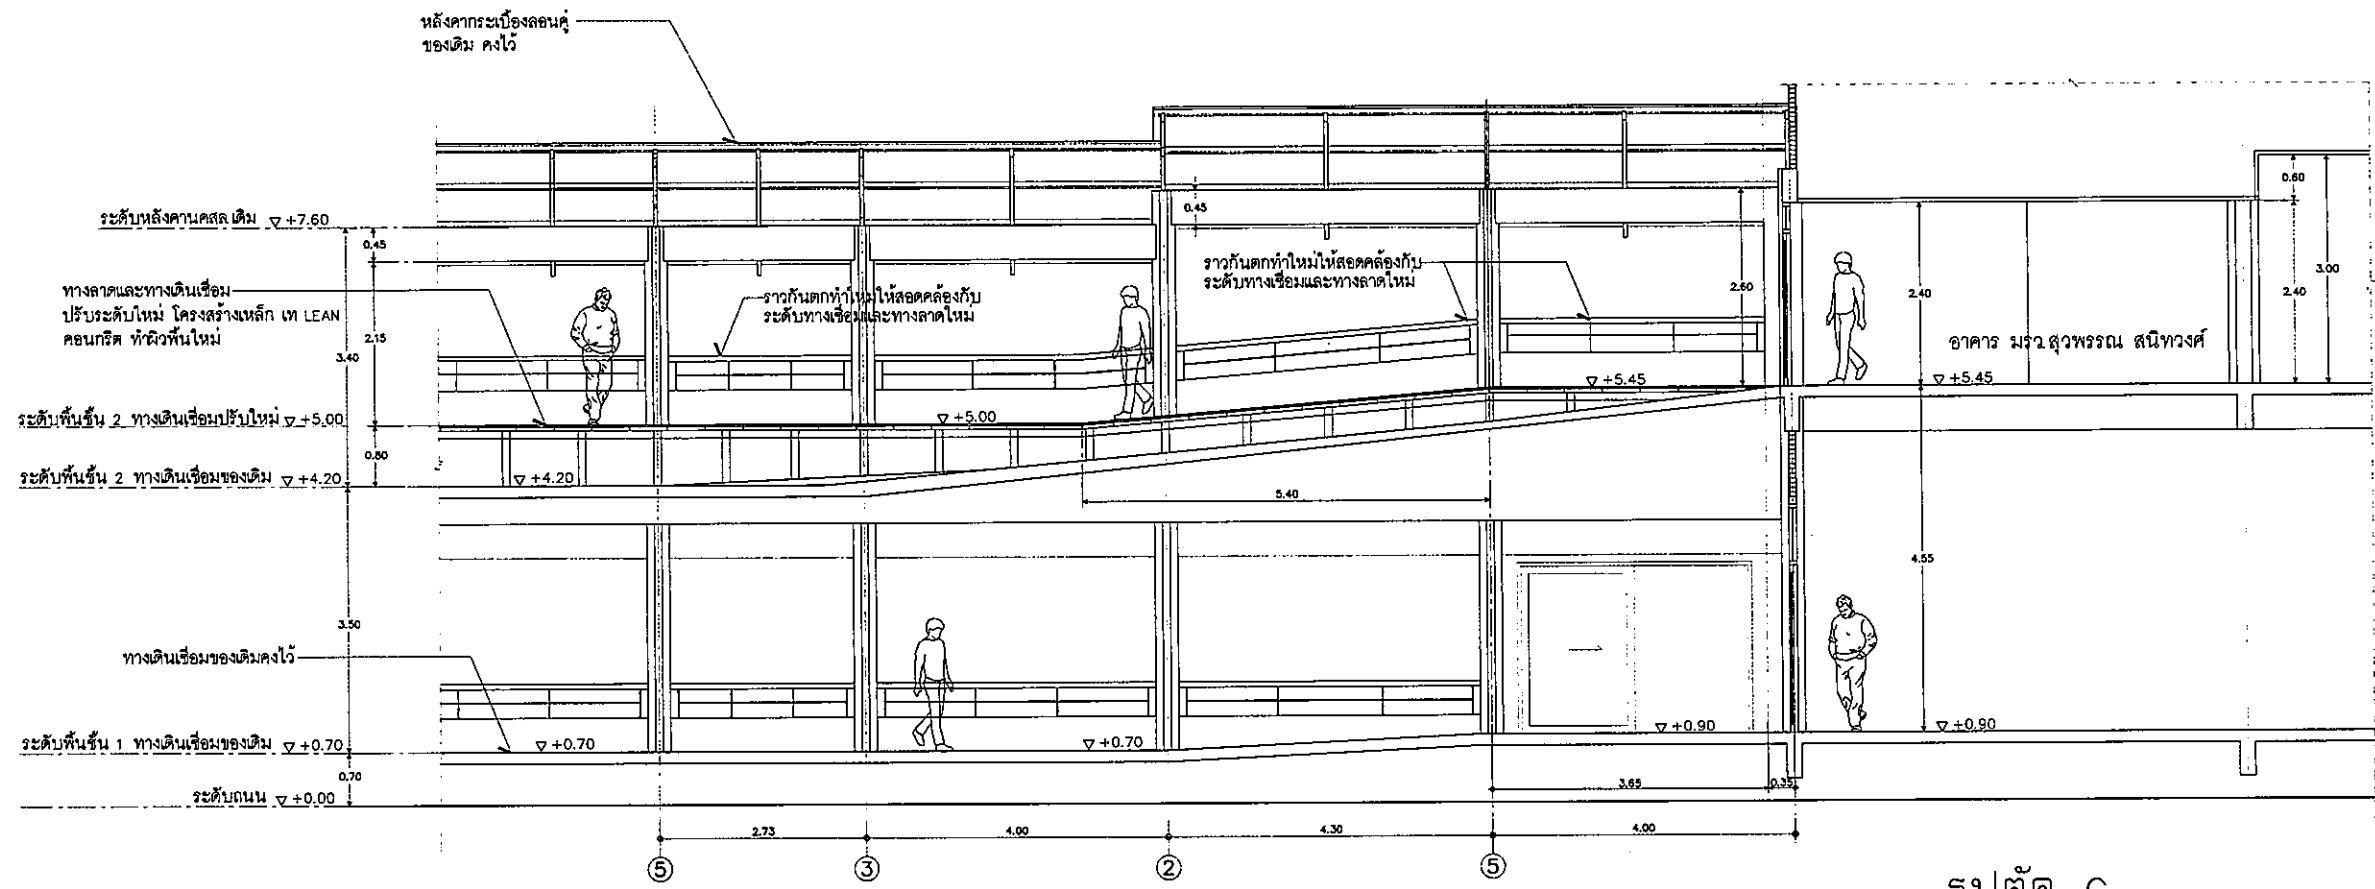 หลังคากระเบื้องลอนคู่
ของเดิม คงไว้
ระดับหลังคาคสล.เดิม +7.60
0.45
0.45
0.60
ทางลาดและทางเดินเชื่อม
ปรับระดับใหม่ โครงสร้างเหล็ก เท LEAN
คอนกรีต ทำผิวพื้นใหม่
ราวกันตกทำใหม่ให้สอดคล้องกับ
ระดับทางเชื่อมและทางลาดใหม่
ราวกันตกทำใหม่ให้สอดคล้องกับ
ระดับทางเชื่อมและทางลาดใหม่
3.40
2.15
2.60
2.40
2.40
3.00
อาคาร มรว.สุวพรรณ สนิทวงศ์
+5.45
+5.45
ระดับพื้นชั้น 2 ทางเดินเชื่อมปรับใหม่ +5.00
+5.00
0.80
ระดับพื้นชั้น 2 ทางเดินเชื่อมของเดิม +4.20
+4.20
5.40
4.55
3.50
ทางเดินเชื่อมของเดิมคงไว้
ระดับพื้นชั้น 1 ทางเดินเชื่อมของเดิม +0.70
+0.70
+0.70
+0.90
+0.90
0.70
3.65
0.35
ระดับถนน +0.00
2.73
4.00
4.30
4.00
5
3
2
5